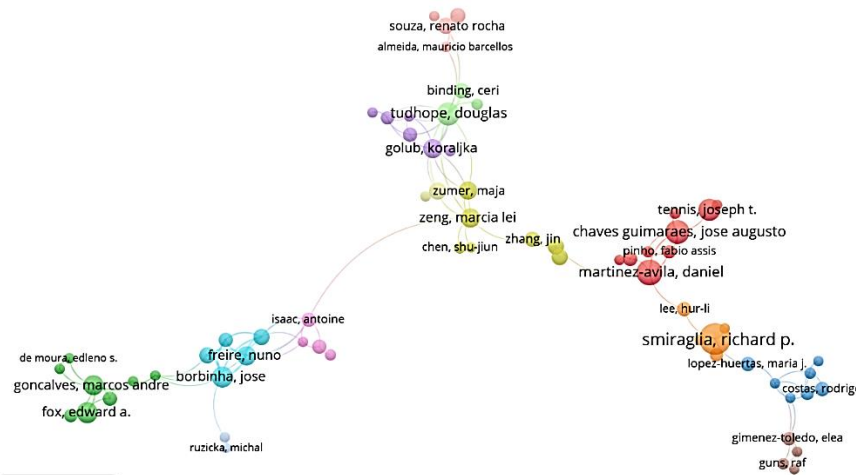 souza, renato rocha
almeida, mauricio barcellos
binding, ceri
tudhope, douglas
golub, koraljka
zumer, maja
zeng, marcia lei
chen, shu-jiun
zhang, jin
tennis, joseph t.
chaves guimaraes, jose augusto
pinho, fabio assis
martinez-avila, daniel
lee, hur-li
smiraglia, richard p.
lopez-huertas, maria j.
costas, rodrigo
gimenez-toledo, elea
guns, raf
isaac, antoine
freire, nuno
borbinha, jose
de moura, edleno s.
goncalves, marcos andre
fox, edward a.
ruzicka, michal